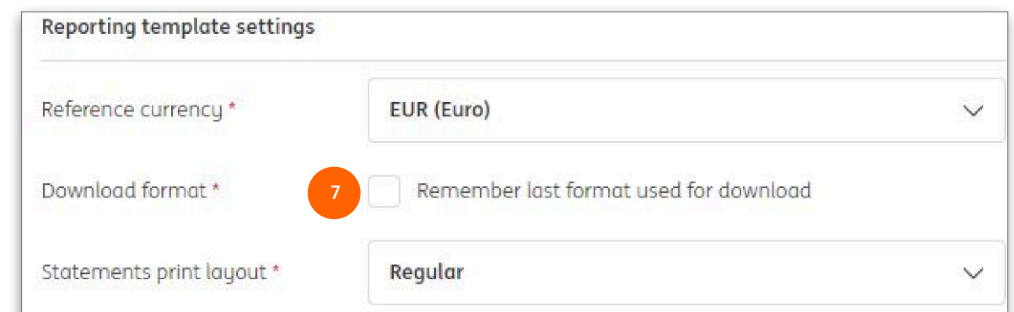 Reporting template settings
Reference currency * EUR (Euro)
Download format * 7 Remember last format used for download
Statements print layout * Regular